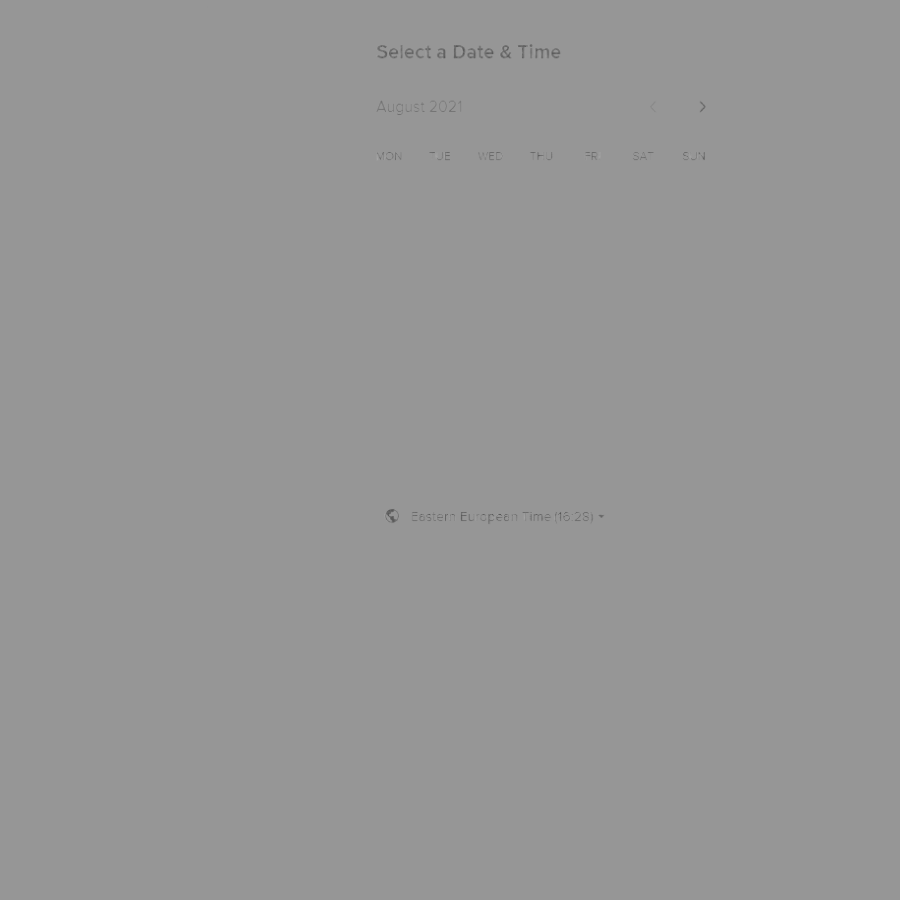 Select a Date & Time
August 2021
MON TUE WED THU FRI SAT SUN
Eastern European Time (16:28)